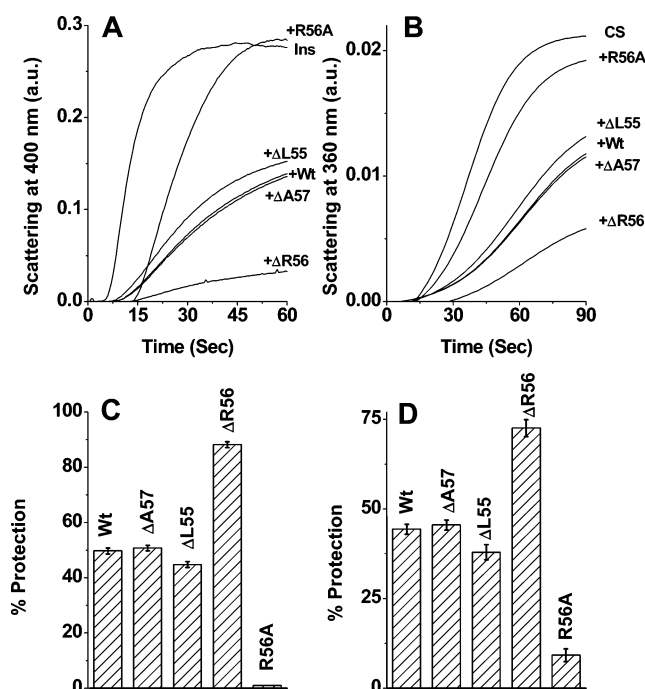 A
B
0.3
0.2
0.1
0.0
Scattering at 400 nm (a.u.)
+R56A
Ins
+ΔL55
+Wt
+ΔA57
+ΔR56
0 15 30 45 60
Time (Sec)
0.02
0.01
0.00
Scattering at 360 nm (a.u.)
CS
+R56A
+ΔL55
+Wt
+ΔA57
+ΔR56
0 30 60 90
Time (Sec)
C
D
100
80
60
40
20
0
% Protection
Wt
ΔA57
ΔL55
ΔR56
R56A
75
50
25
0
% Protection
Wt
ΔA57
ΔL55
ΔR56
R56A